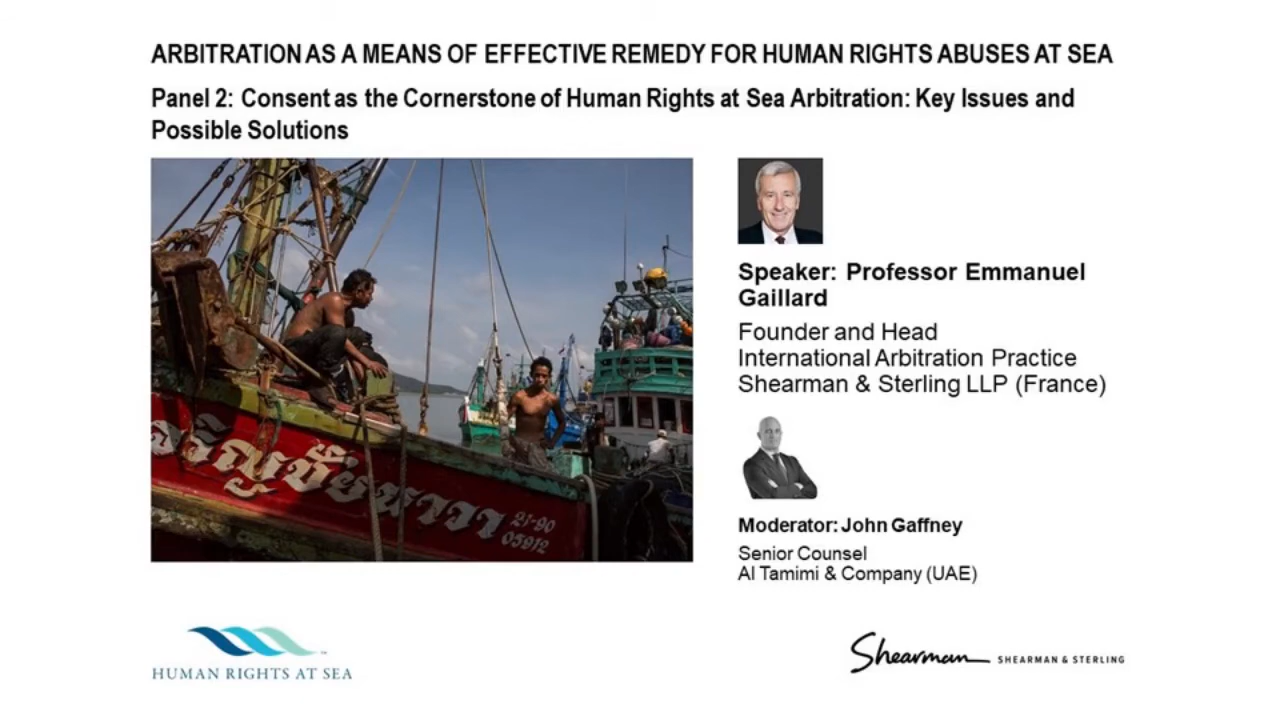 ARBITRATION AS A MEANS OF EFFECTIVE REMEDY FOR HUMAN RIGHTS ABUSES AT SEA
Panel 2: Consent as the Cornerstone of Human Rights at Sea Arbitration: Key Issues and
Possible Solutions
21-90
05912
Speaker: Professor Emmanuel
Gaillard
Founder and Head
International Arbitration Practice
Shearman & Sterling LLP (France)
Moderator: John Gaffney
Senior Counsel
Al Tamimi & Company (UAE)
HUMAN RIGHTS AT SEA
Shearman SHEARMAN & STERLING